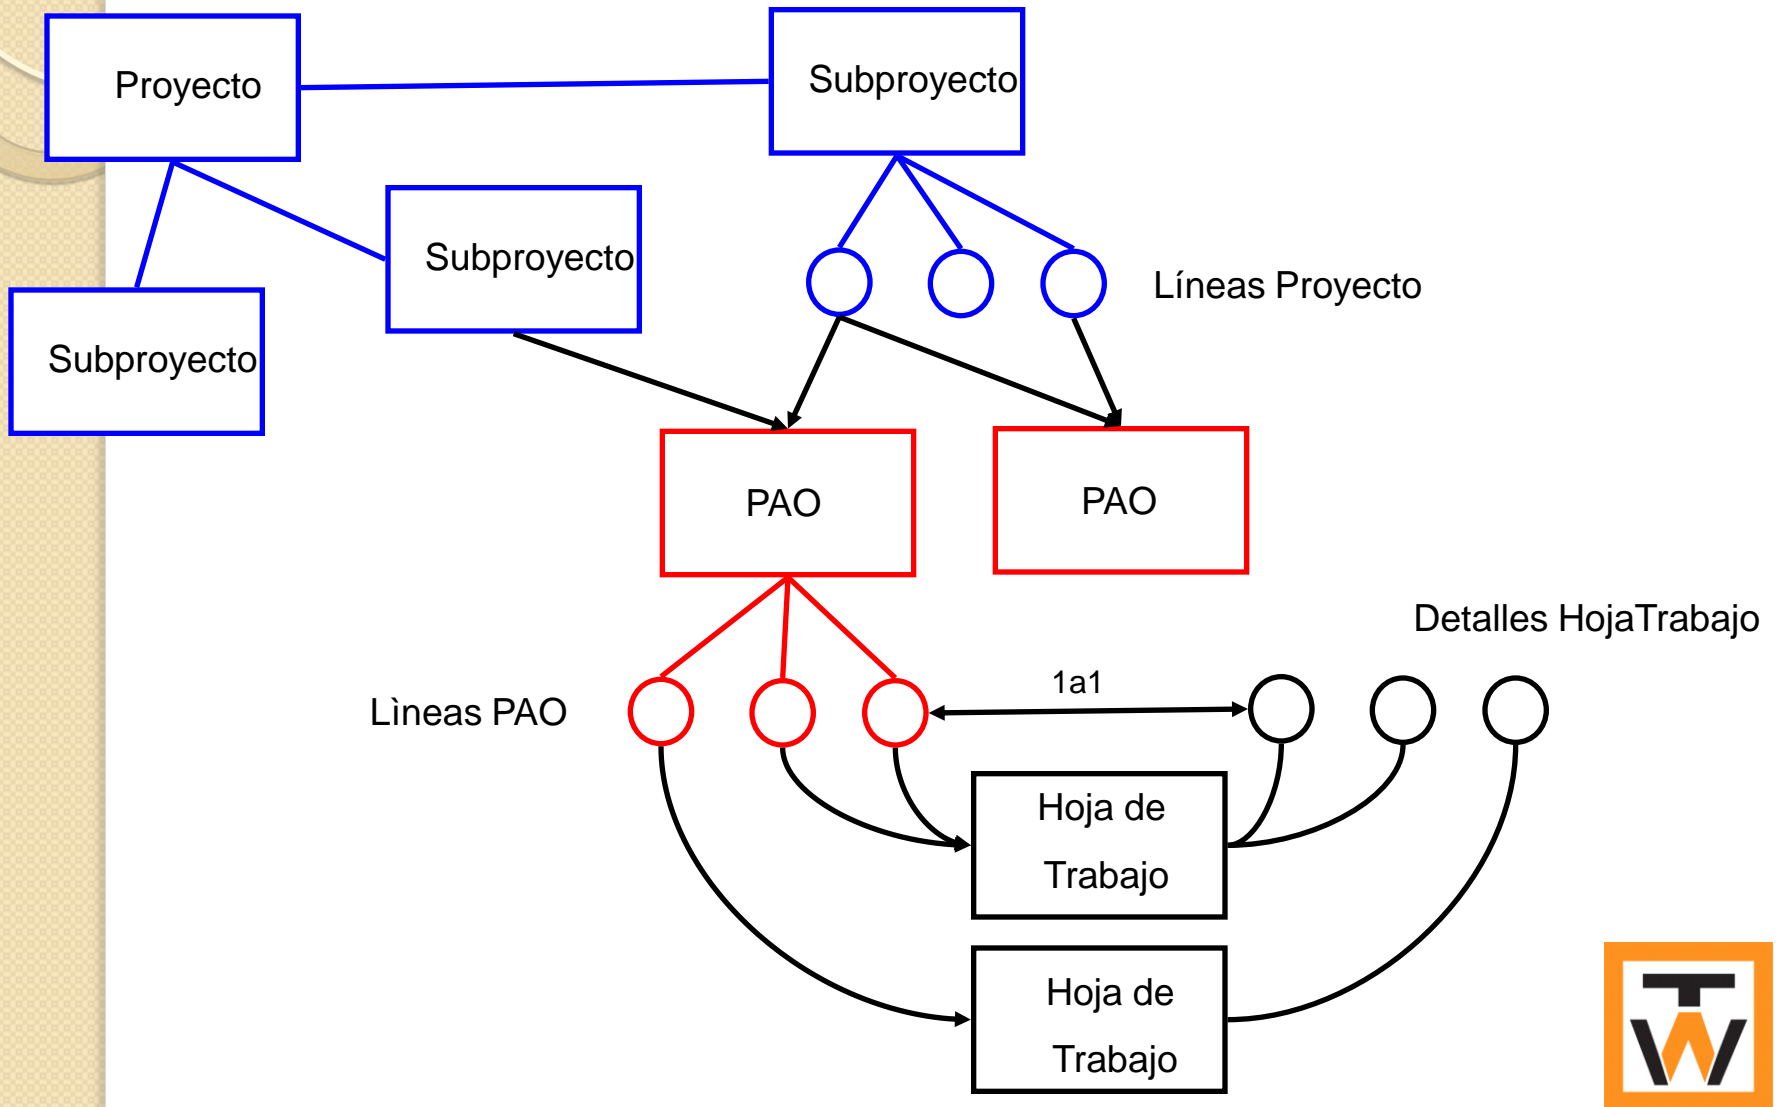 Proyecto
Subproyecto
Subproyecto
Subproyecto
Líneas Proyecto
PAO
PAO
Detalles HojaTrabajo
Lìneas PAO
1a1
Hoja de
Trabajo
Hoja de
Trabajo
TW